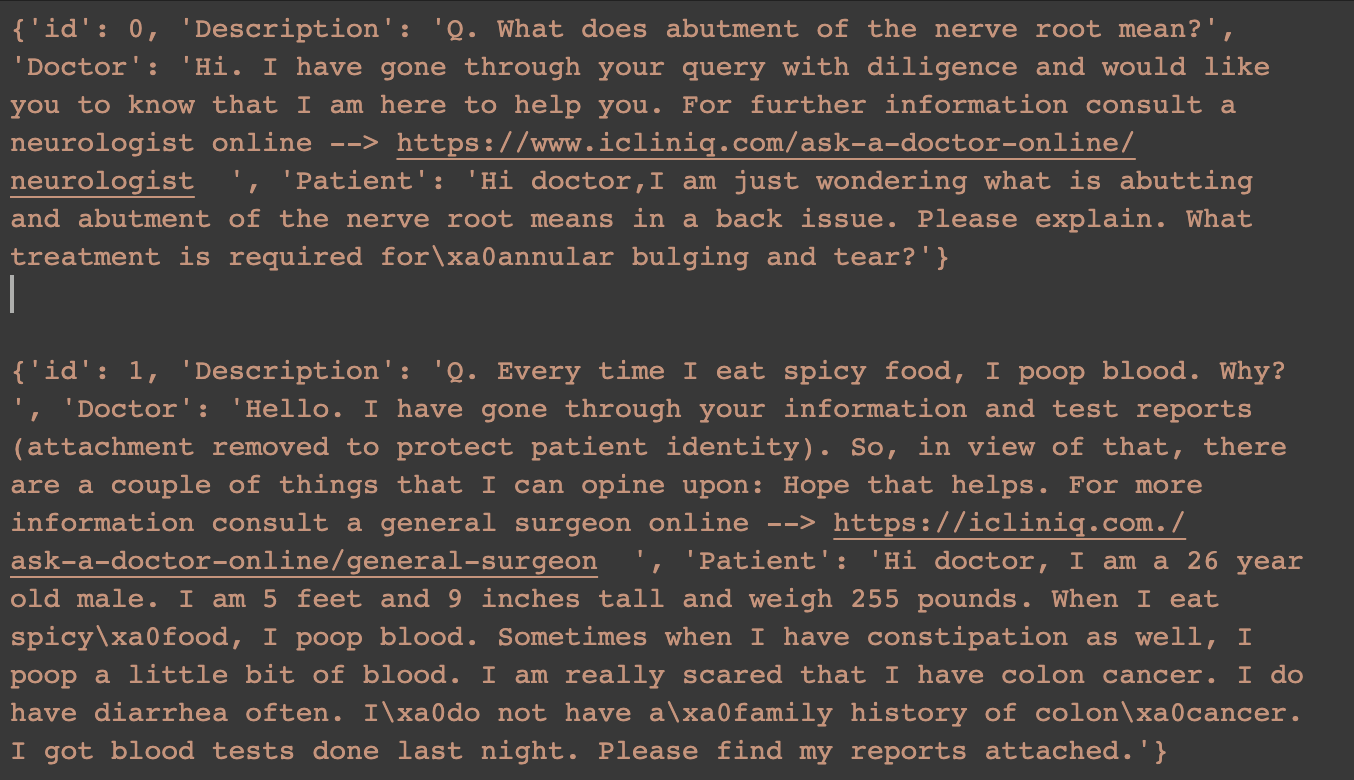 {'id': 0, 'Description': 'Q. What does abutment of the nerve root mean?',
'Doctor': 'Hi. I have gone through your query with diligence and would like
you to know that I am here to help you. For further information consult a
neurologist online --> https://www.icliniq.com/ask-a-doctor-online/
neurologist  ', 'Patient': 'Hi doctor,I am just wondering what is abutting
and abutment of the nerve root means in a back issue. Please explain. What
treatment is required for\xa0annular bulging and tear?'}
{'id': 1, 'Description': 'Q. Every time I eat spicy food, I poop blood. Why?
', 'Doctor': 'Hello. I have gone through your information and test reports
(attachment removed to protect patient identity). So, in view of that, there
are a couple of things that I can opine upon: Hope that helps. For more
information consult a general surgeon online --> https://icliniq.com./
ask-a-doctor-online/general-surgeon  ', 'Patient': 'Hi doctor, I am a 26 year
old male. I am 5 feet and 9 inches tall and weigh 255 pounds. When I eat
spicy\xa0food, I poop blood. Sometimes when I have constipation as well, I
poop a little bit of blood. I am really scared that I have colon cancer. I do
have diarrhea often. I\xa0do not have a\xa0family history of colon\xa0cancer.
I got blood tests done last night. Please find my reports attached.'}